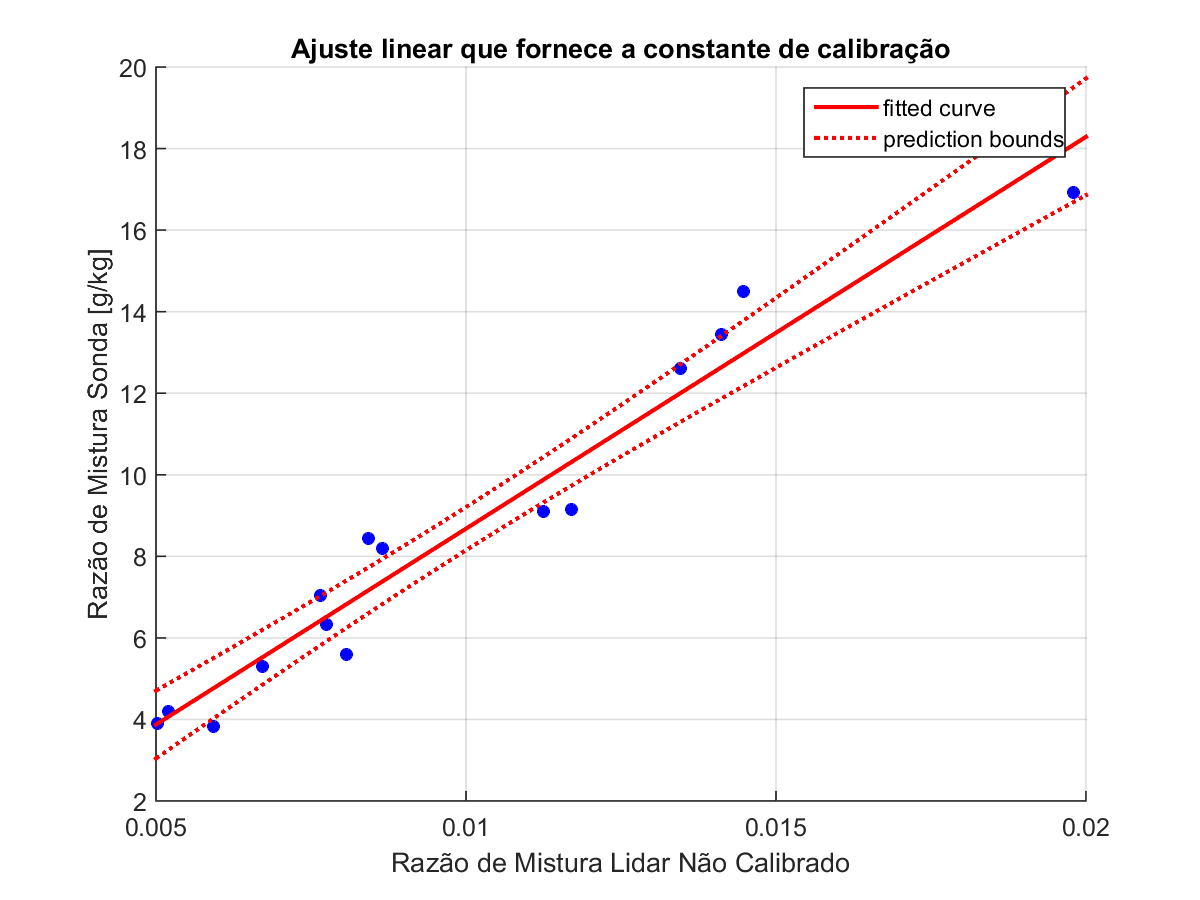 Ajuste linear que fornece a constante de calibração
fitted curve
prediction bounds
Razão de Mistura Sonda [g/kg]
20
18
16
14
12
10
8
6
4
2
0.005
0.01
0.015
0.02
Razão de Mistura Lidar Não Calibrado